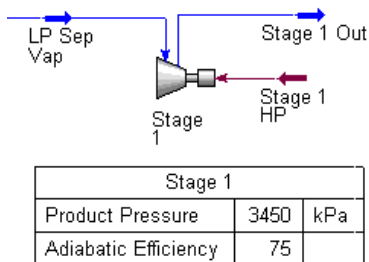 LP Sep
Vap
Stage 1 Out
Stage
1
Stage 1
HP
Stage 1
Product Pressure 3450 kPa
Adiabatic Efficiency 75